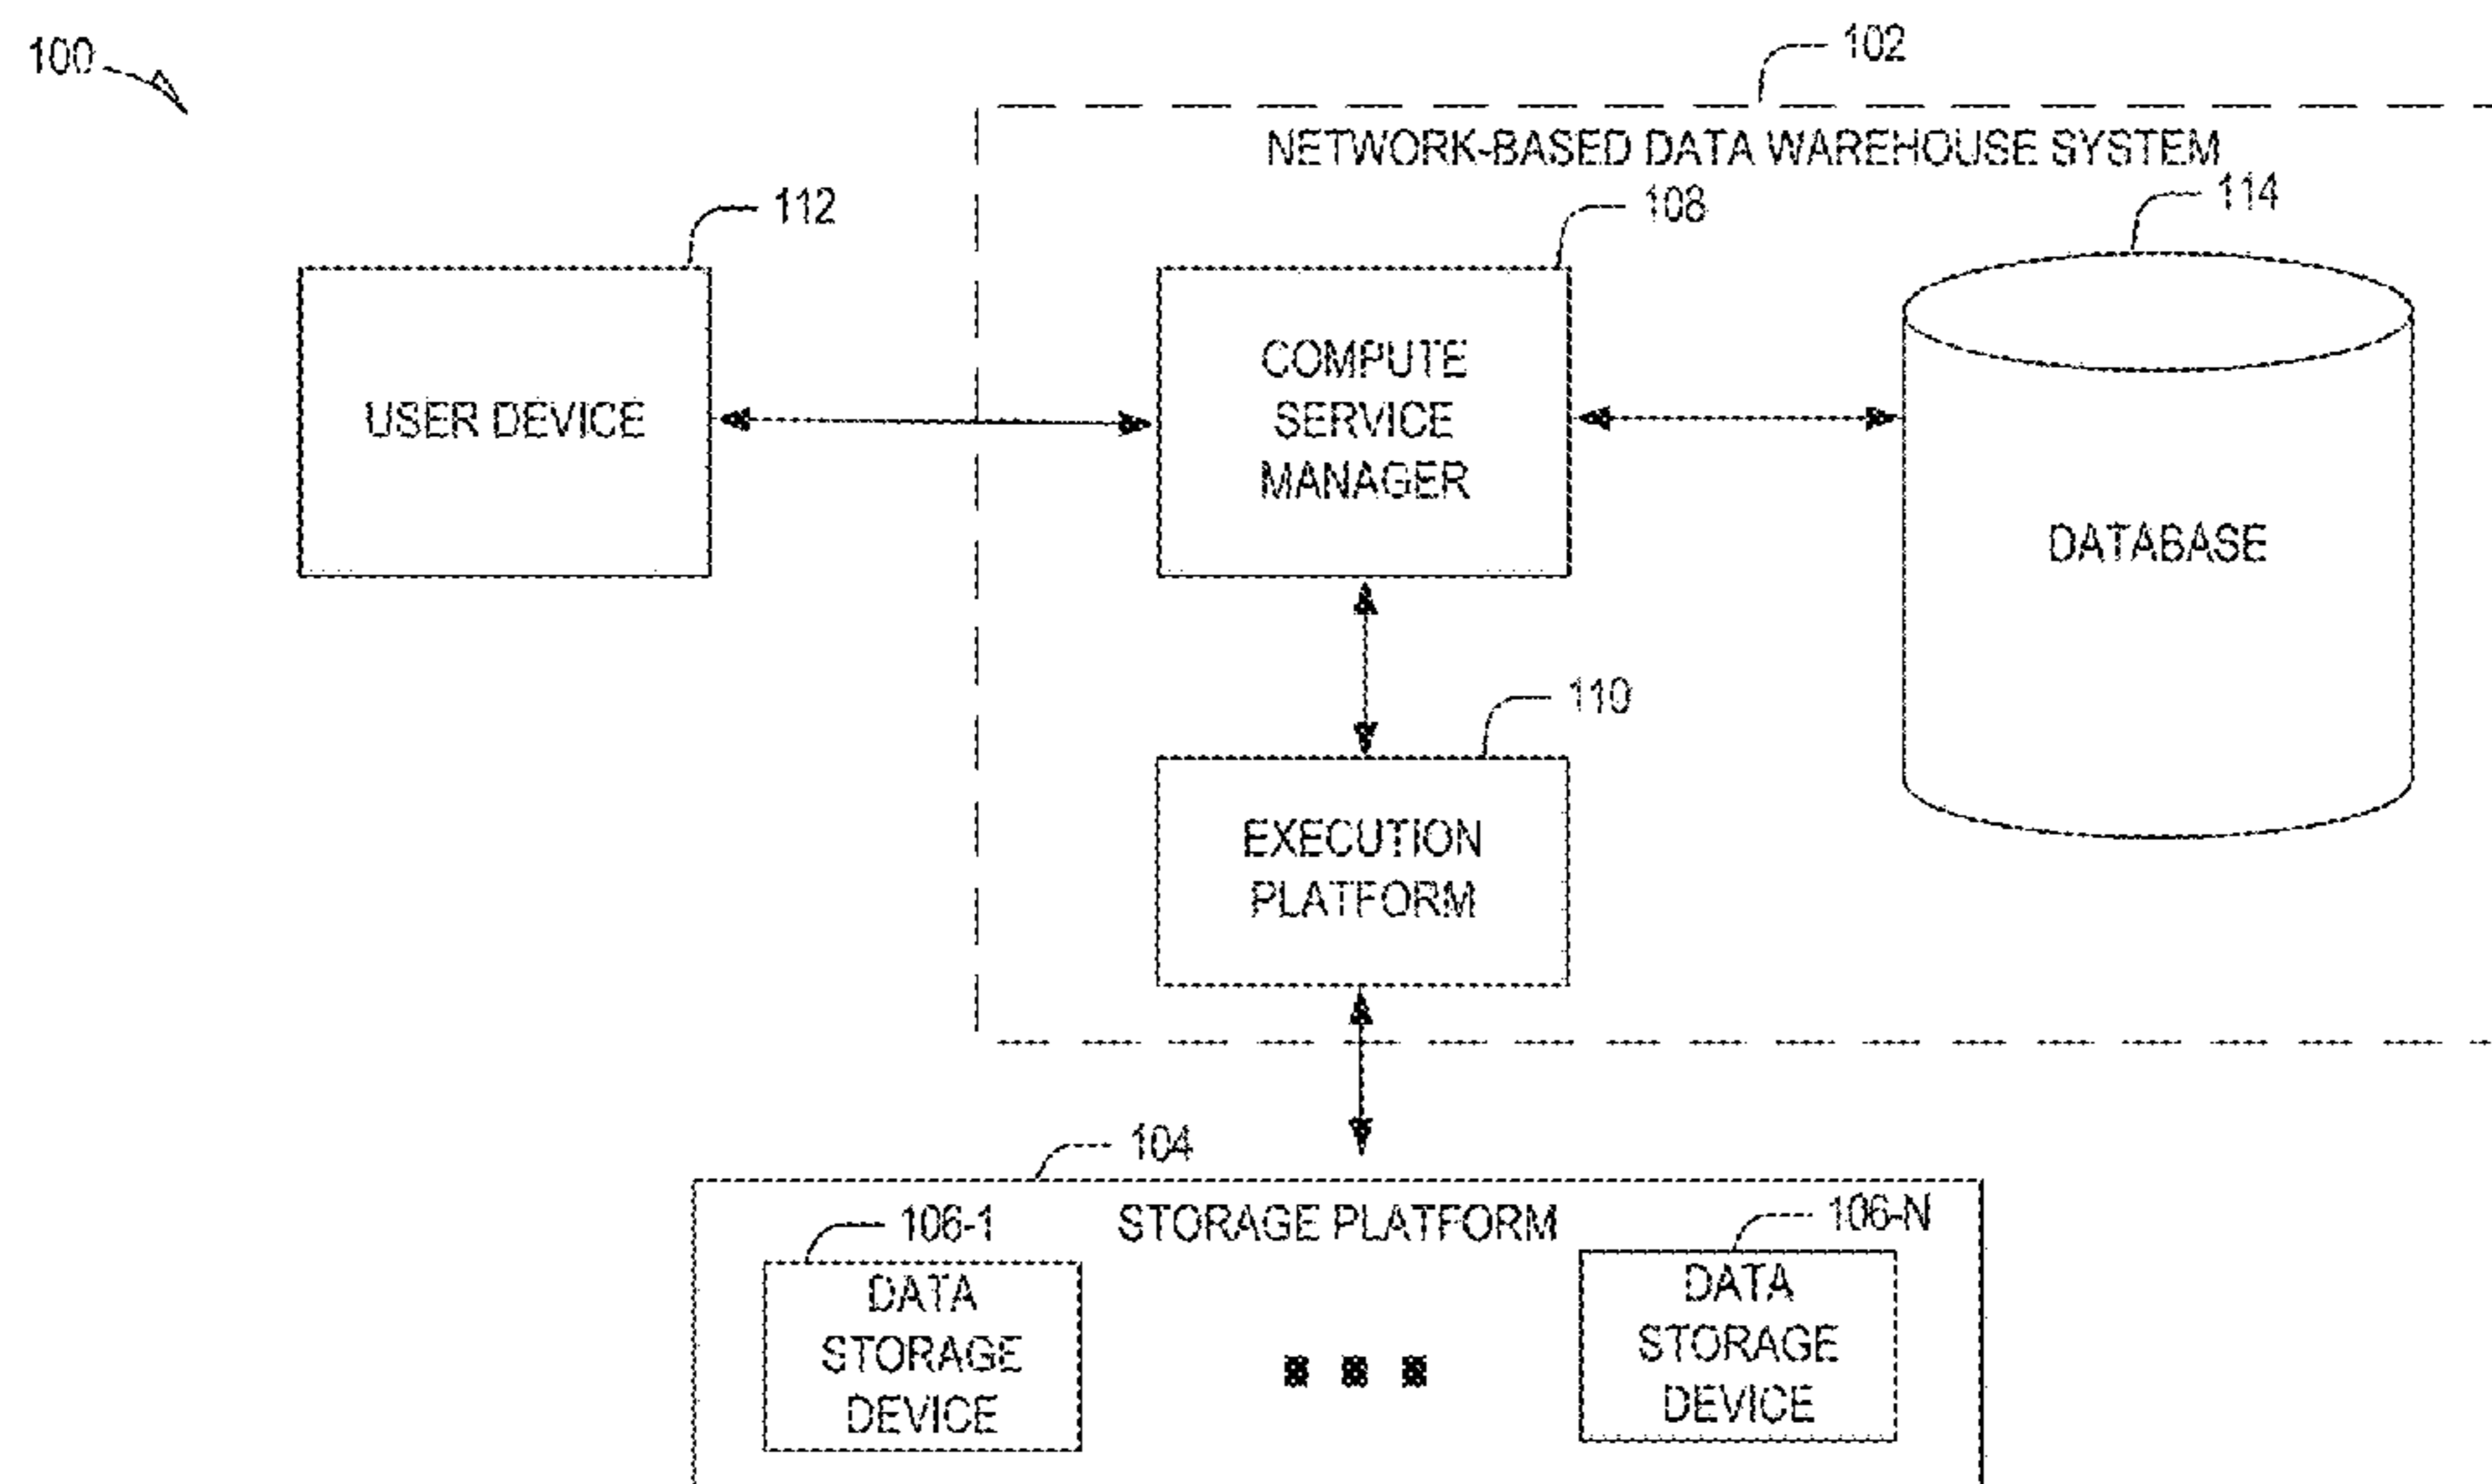 100
102
NETWORK-BASED DATA WAREHOUSE SYSTEM
112
108
114
USER DEVICE
COMPUTE
SERVICE
MANAGER
DATABASE
110
EXECUTION
PLATFORM
104
STORAGE PLATFORM
106-1
106-N
DATA
STORAGE
DEVICE
DATA
STORAGE
DEVICE